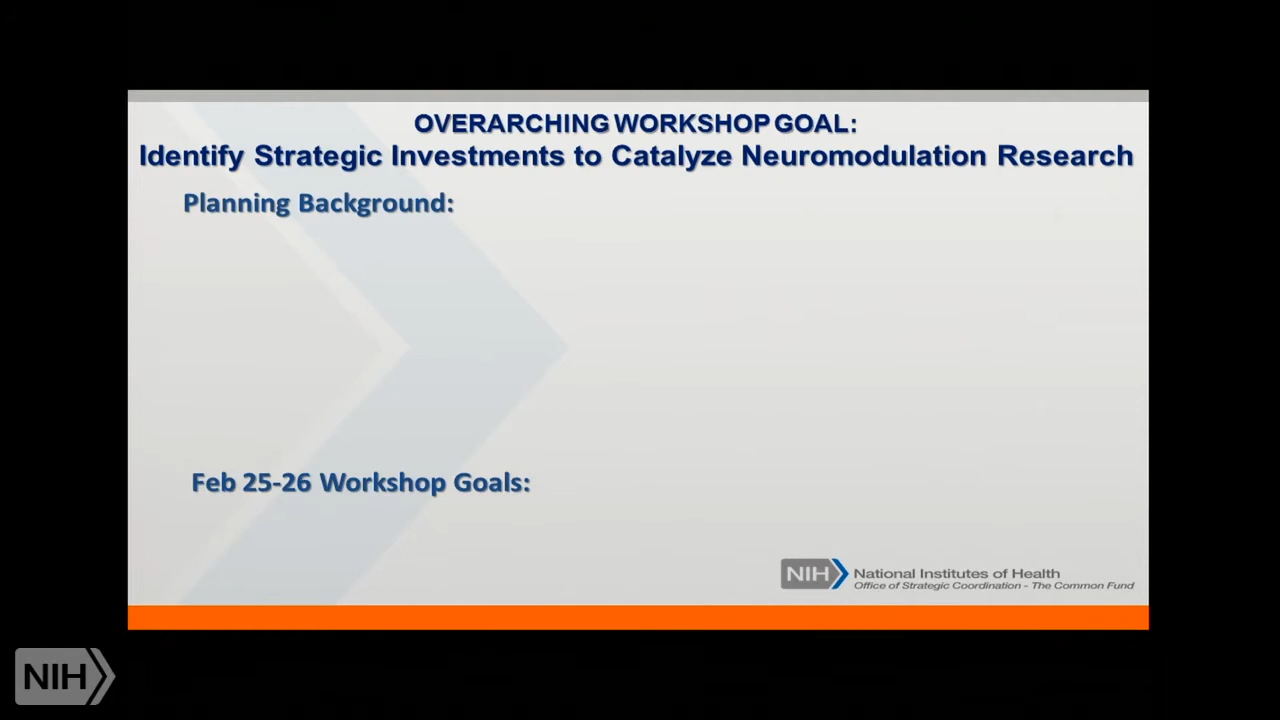 OVERARCHING WORKSHOP GOAL:
Identify Strategic Investments to Catalyze Neuromodulation Research
Planning Background:
Feb 25-26 Workshop Goals:
NIH National Institutes of Health
Office of Strategic Coordination - The Common Fund
NIH